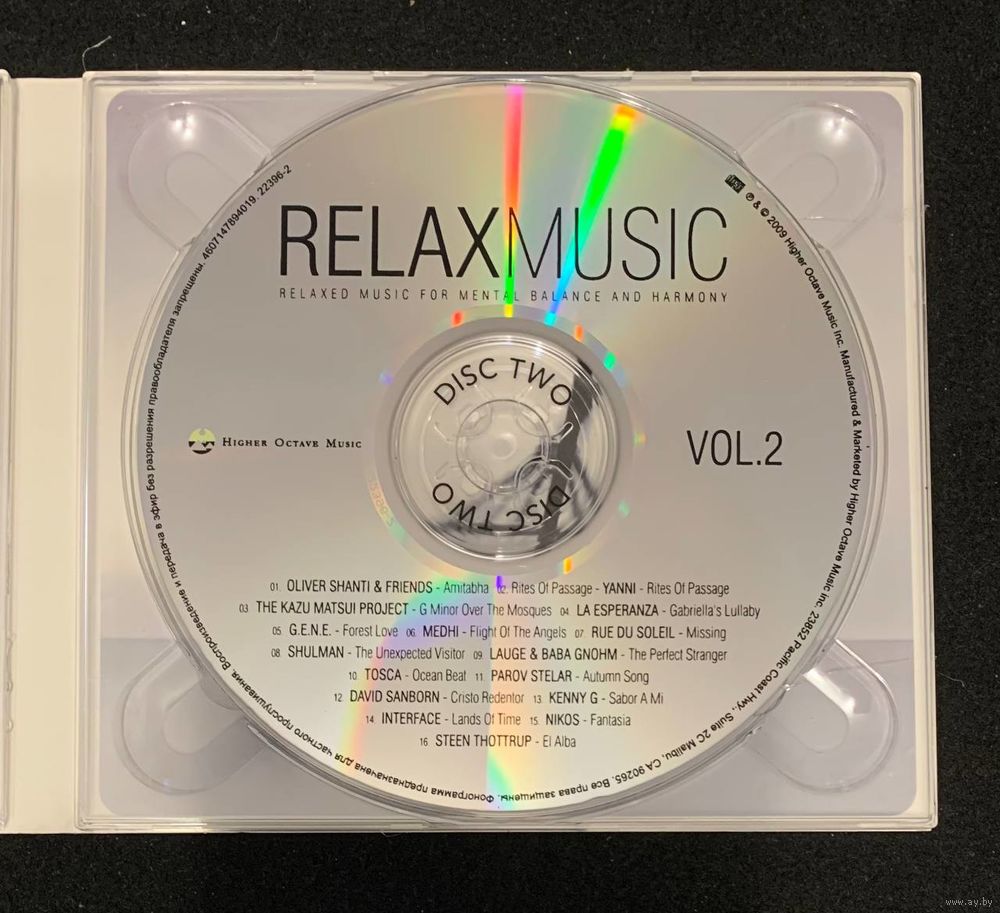 RELAXMUSIC
RELAXED MUSIC FOR MENTAL BALANCE AND HARMONY
DISC TWO
HIGHER OCTAVE MUSIC
VOL.2
DISC TWO
01. OLIVER SHANTI & FRIENDS - Amitabha 02. Rites Of Passage - YANNI - Rites Of Passage
03 THE KAZU MATSUI PROJECT - G Minor Over The Mosques 04. LA ESPERANZA - Gabriella's Lullaby
05. G.E.N.E. - Forest Love 06. MEDHI - Flight Of The Angels 07. RUE DU SOLEIL - Missing
08. SHULMAN - The Unexpected Visitor 09. LAUGE & BABA GNOHM - The Perfect Stranger
10. TOSCA - Ocean Beat 11. PAROV STELAR - Autumn Song
12. DAVID SANBORN - Cristo Redentor 13. KENNY G - Sabor A Mi
14. INTERFACE - Lands Of Time 15. NIKOS - Fantasia
16. STEEN THOTTRUP - El Alba
℗ & © 2009 Higher Octave Music Inc. Manufactured & Marketed by Higher Octave Music inc. 23852 Pacific Coast Hwy., Suite 2C Malibu, CA 90265. Все права защищены. Фонограмма предназначена для частного прослушивания. Воспроизведение и передача в эфир без разрешения правообладателя запрещены. 4607147894019. 22396-2
www.ay.by